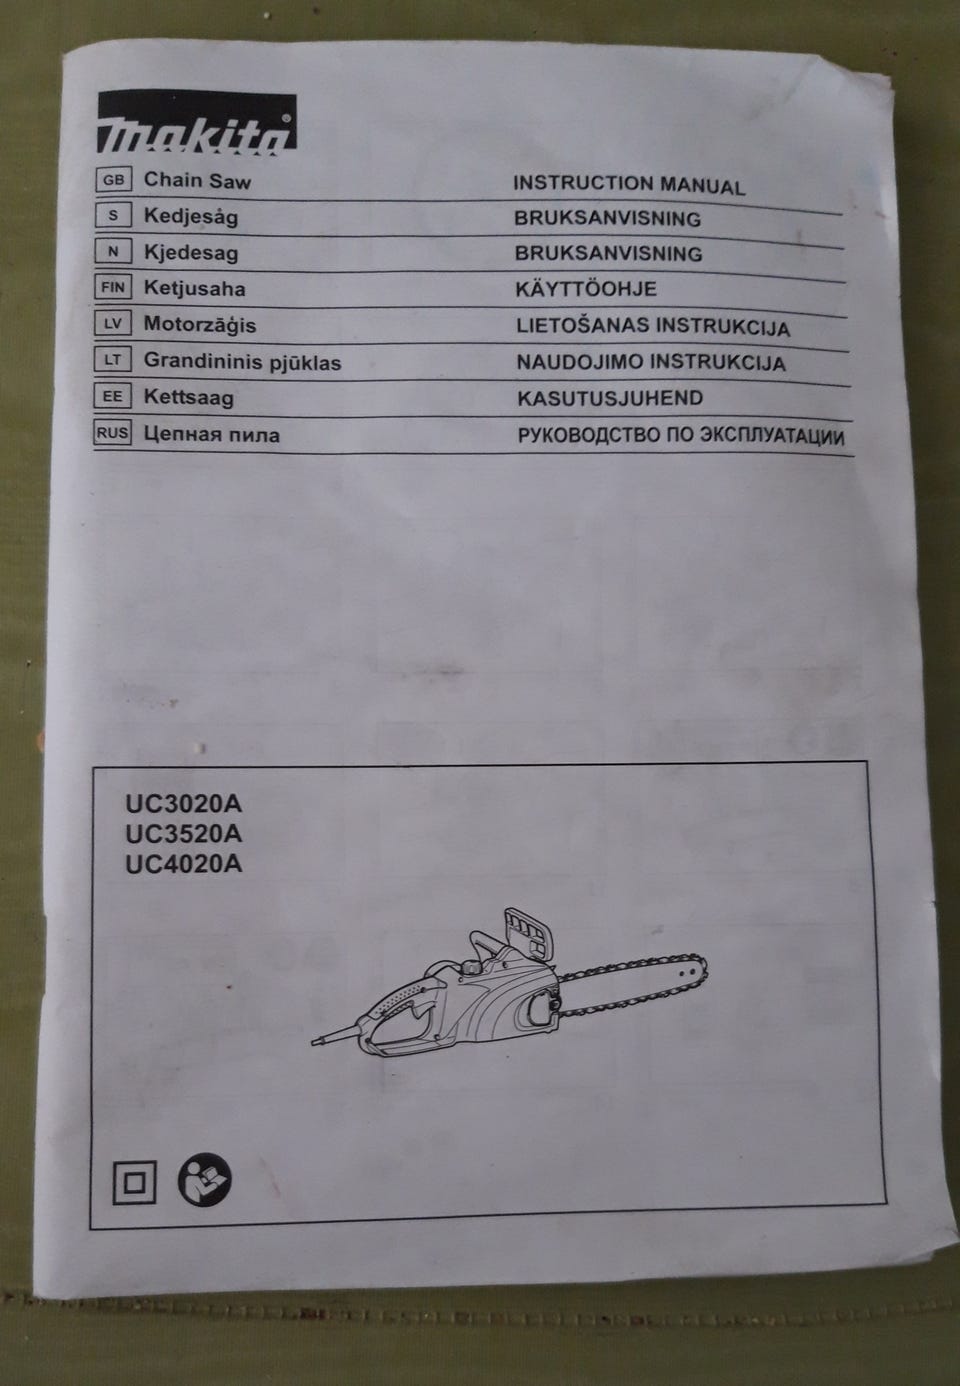 makita®
GB Chain Saw INSTRUCTION MANUAL
S Kedjesåg BRUKSANVISNING
N Kjedesag BRUKSANVISNING
FIN Ketjusaha KÄYTTÖOHJE
LV Motorzāģis LIETOŠANAS INSTRUKCIJA
LT Grandininis pjūklas NAUDOJIMO INSTRUKCIJA
EE Kettsaag KASUTUSJUHEND
RUS Цепная пила РУКОВОДСТВО ПО ЭКСПЛУАТАЦИИ
UC3020A
UC3520A
UC4020A